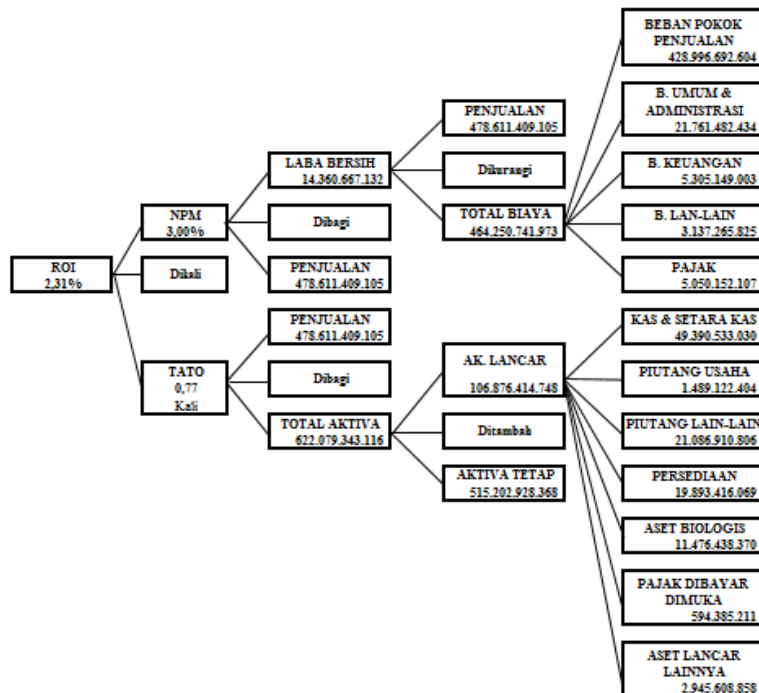 BEBAN POKOK
PENJUALAN
428.996.692.604
B. UMUM &
ADMINISTRASI
21.761.482.434
B. KEUANGAN
5.305.149.003
B. LAN-LAIN
3.137.265.825
PAJAK
5.050.152.107
PENJUALAN
478.611.409.105
Dikurangi
TOTAL BIAYA
464.250.741.973
LABA BERSIH
14.360.667.132
Dibagi
PENJUALAN
478.611.409.105
NPM
3,00%
ROI
2,31%
Dikali
TATO
0,77
Kali
PENJUALAN
478.611.409.105
Dibagi
TOTAL AKTIVA
622.079.343.116
AK. LANCAR
106.876.414.748
Ditambah
AKTIVA TETAP
515.202.928.368
KAS & SETARA KAS
49.390.533.030
PIUTANG USAHA
1.489.122.404
PIUTANG LAIN-LAIN
21.086.910.806
PERSEDIAAN
19.893.416.069
ASET BIOLOGIS
11.476.438.370
PAJAK DIBAYAR
DIMUKA
594.385.211
ASET LANCAR
LAINNYA
2.945.608.858